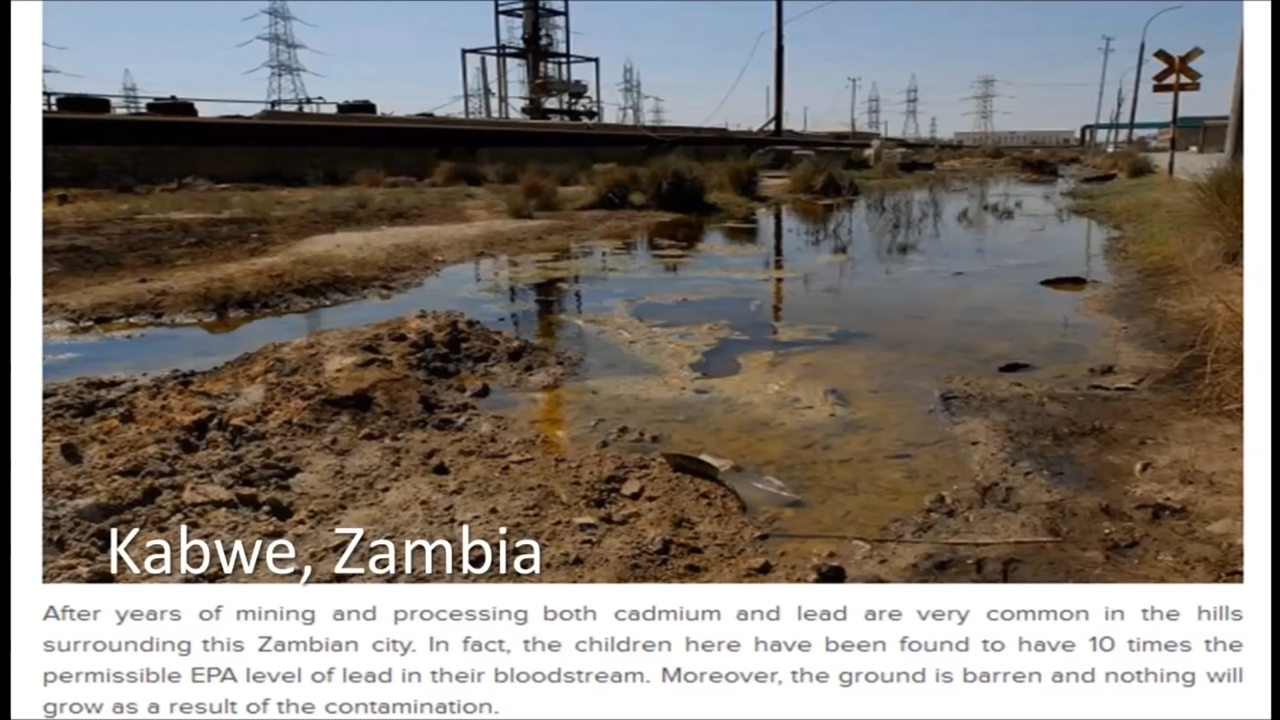 Kabwe, Zambia
After years of mining and processing both cadmium and lead are very common in the hills
surrounding this Zambian city. In fact, the children here have been found to have 10 times the
permissible EPA level of lead in their bloodstream. Moreover, the ground is barren and nothing will
grow as a result of the contamination.